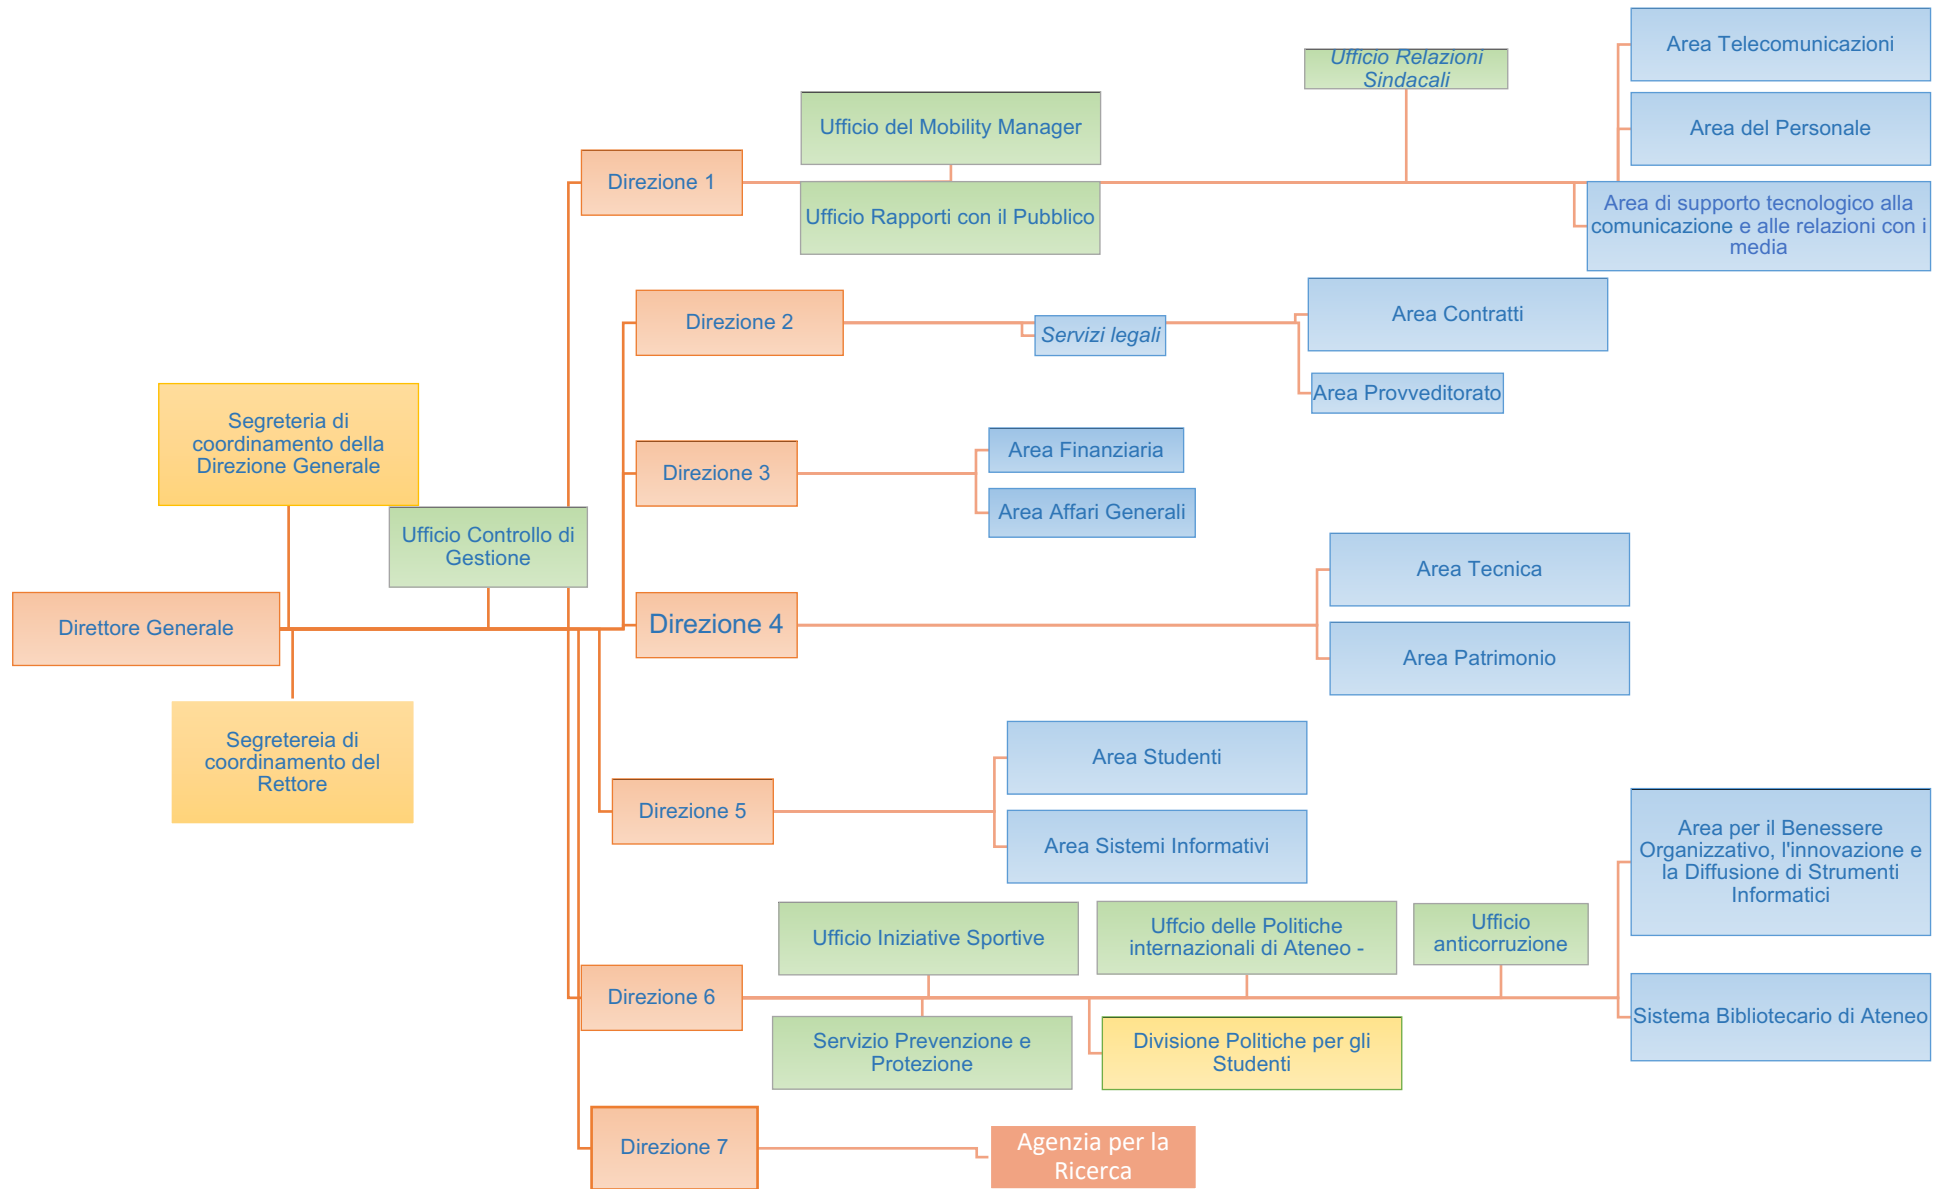 Area Telecomunicazioni
Ufficio Relazioni
Sindacali
Ufficio del Mobility Manager
Area del Personale
Direzione 1
Ufficio Rapporti con il Pubblico
Area di supporto tecnologico alla
comunicazione e alle relazioni con i
media
Direzione 2
Servizi legali
Area Contratti
Area Provveditorato
Segreteria di
coordinamento della
Direzione Generale
Direzione 3
Area Finanziaria
Area Affari Generali
Ufficio Controllo di
Gestione
Direttore Generale
Direzione 4
Area Tecnica
Area Patrimonio
Segretereia di
coordinamento del
Rettore
Direzione 5
Area Studenti
Area Sistemi Informativi
Area per il Benessere
Organizzativo, l'innovazione e
la Diffusione di Strumenti
Informatici
Ufficio Iniziative Sportive
Uffcio delle Politiche
internazionali di Ateneo -
Ufficio
anticorruzione
Direzione 6
Sistema Bibliotecario di Ateneo
Servizio Prevenzione e
Protezione
Divisione Politiche per gli
Studenti
Direzione 7
Agenzia per la
Ricerca